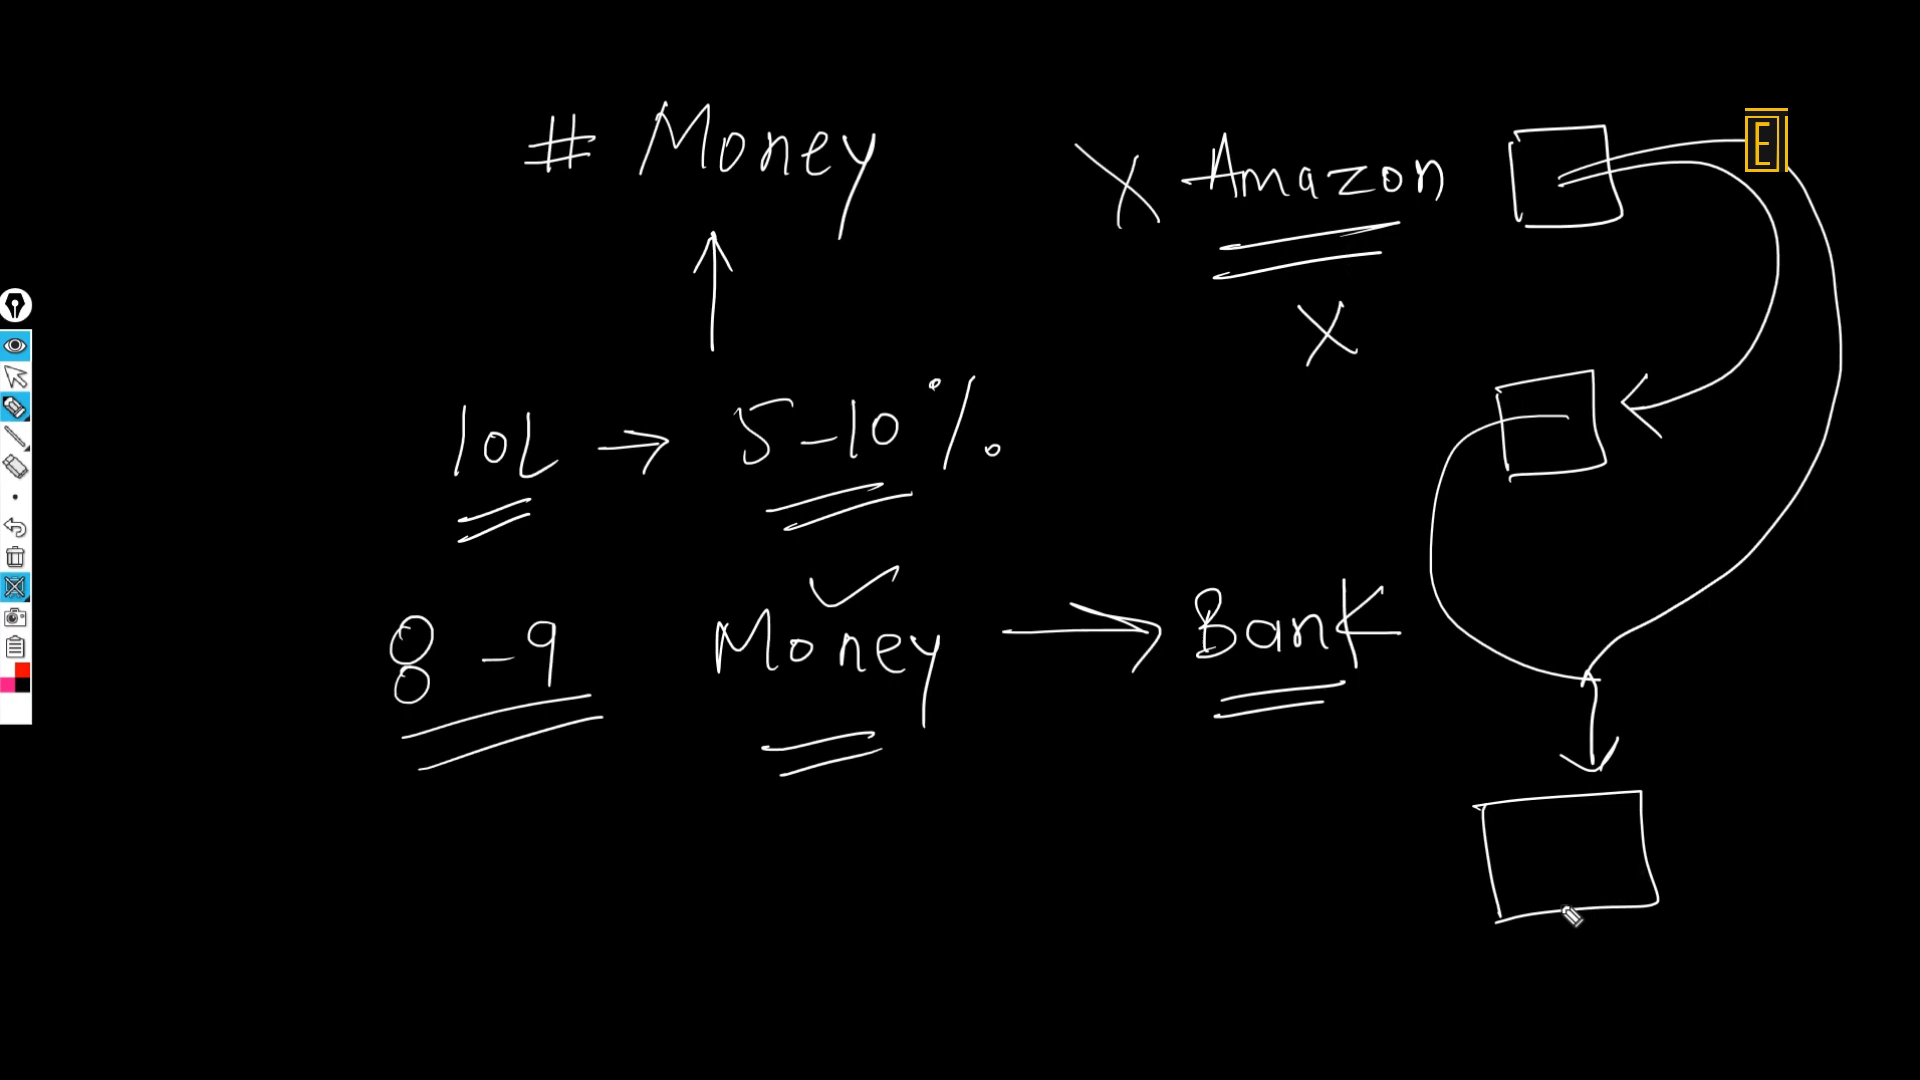 # Money
X Amazon
E
X
10L → 5-10%
8-9 Money → Bank